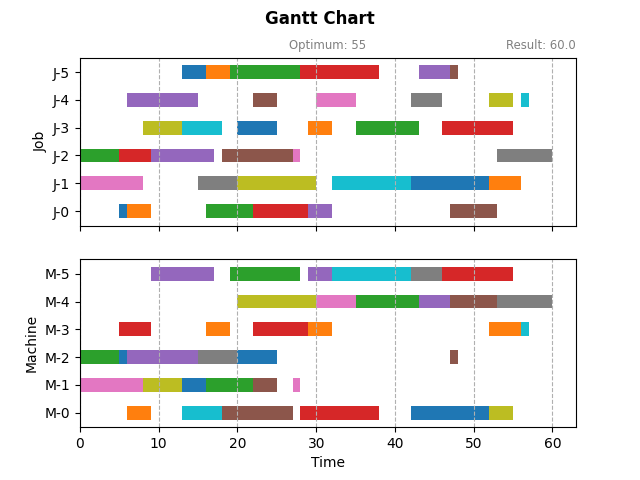 Gantt Chart
Optimum: 55
Result: 60.0
J-5
J-4
J-3
J-2
J-1
J-0
Job
M-5
M-4
M-3
M-2
M-1
M-0
Machine
0 10 20 30 40 50 60
Time